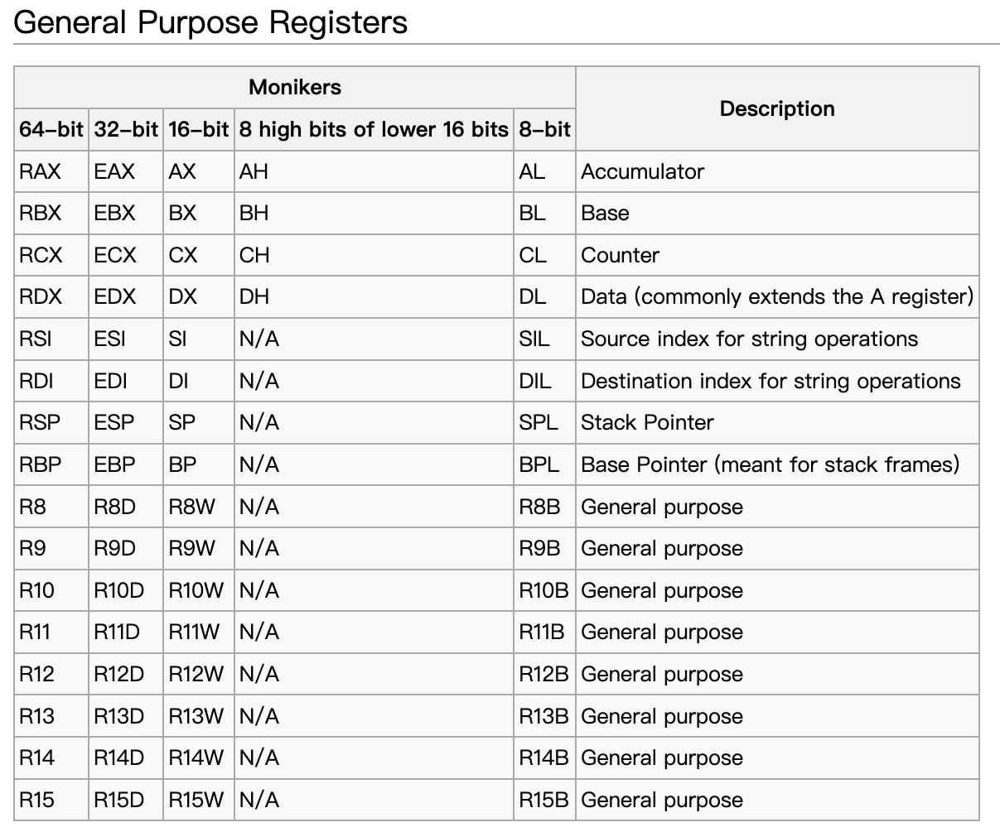 General Purpose Registers
Monikers
Description
64-bit 32-bit 16-bit 8 high bits of lower 16 bits 8-bit
RAX EAX AX AH AL Accumulator
RBX EBX BX BH BL Base
RCX ECX CX CH CL Counter
RDX EDX DX DH DL Data (commonly extends the A register)
RSI ESI SI N/A SIL Source index for string operations
RDI EDI DI N/A DIL Destination index for string operations
RSP ESP SP N/A SPL Stack Pointer
RBP EBP BP N/A BPL Base Pointer (meant for stack frames)
R8 R8D R8W N/A R8B General purpose
R9 R9D R9W N/A R9B General purpose
R10 R10D R10W N/A R10B General purpose
R11 R11D R11W N/A R11B General purpose
R12 R12D R12W N/A R12B General purpose
R13 R13D R13W N/A R13B General purpose
R14 R14D R14W N/A R14B General purpose
R15 R15D R15W N/A R15B General purpose